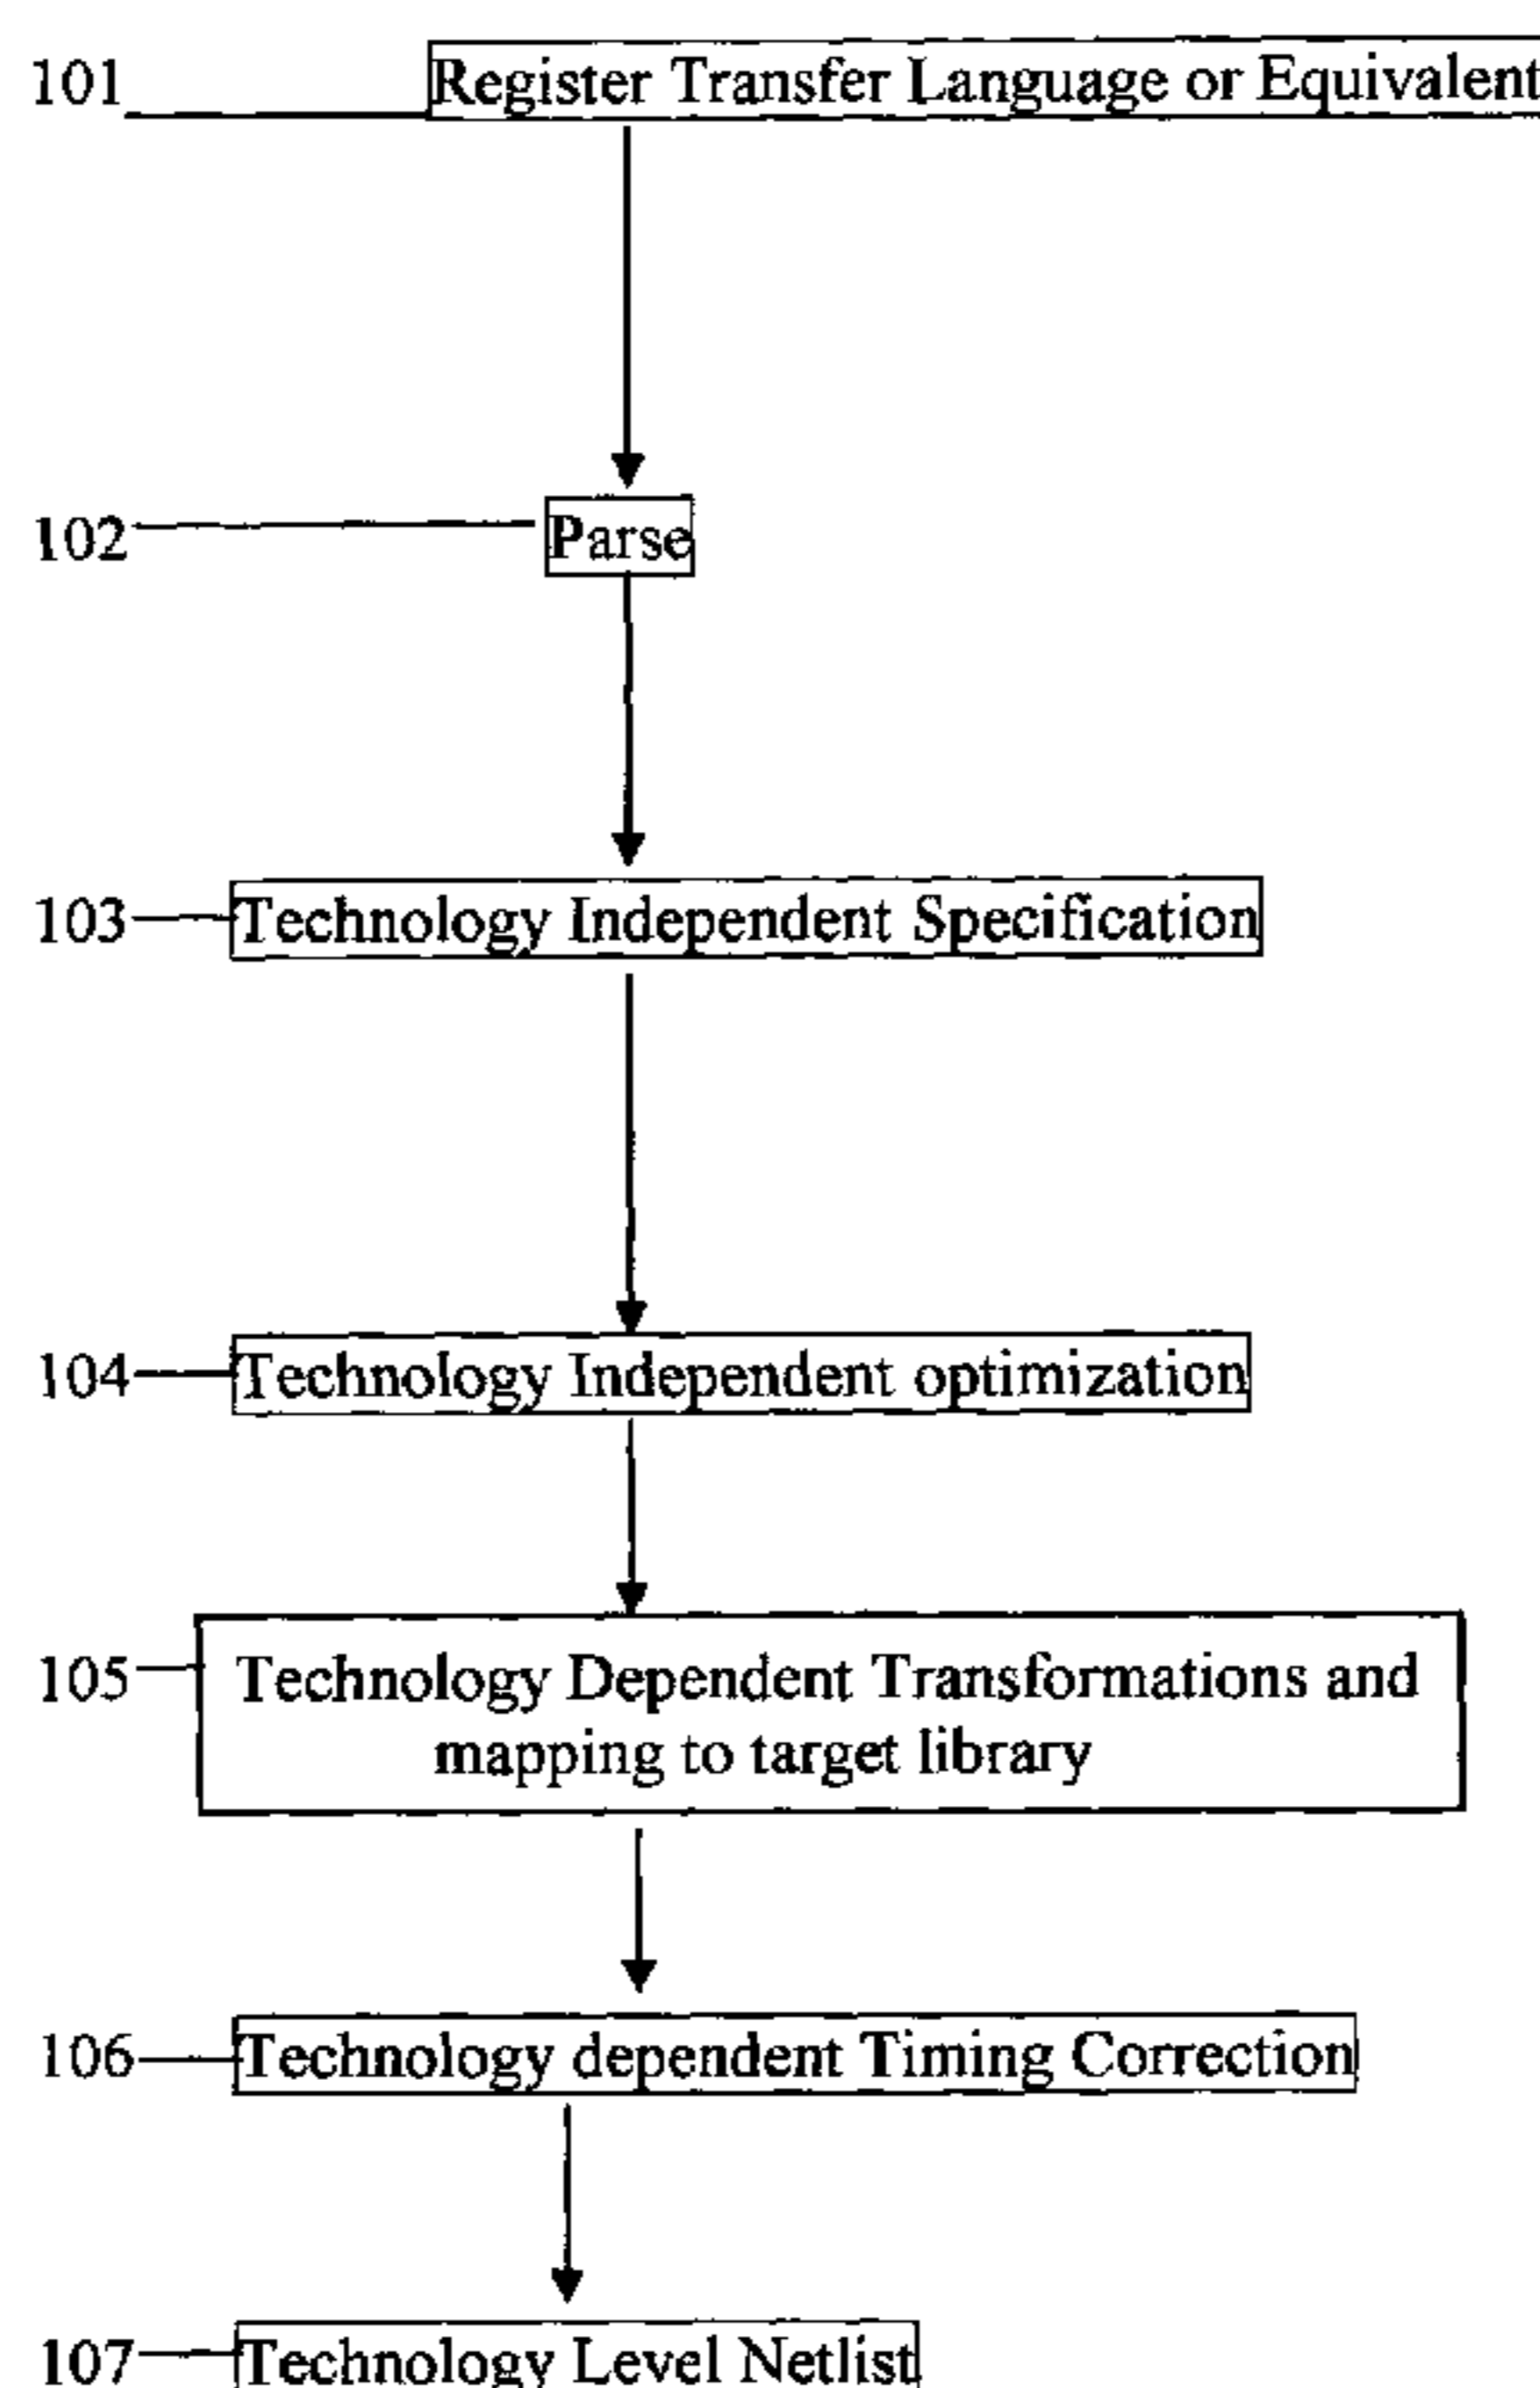 101 Register Transfer Language or Equivalent
102 Parse
103 Technology Independent Specification
104 Technology Independent optimization
105 Technology Dependent Transformations and
mapping to target library
106 Technology dependent Timing Correction
107 Technology Level Netlist